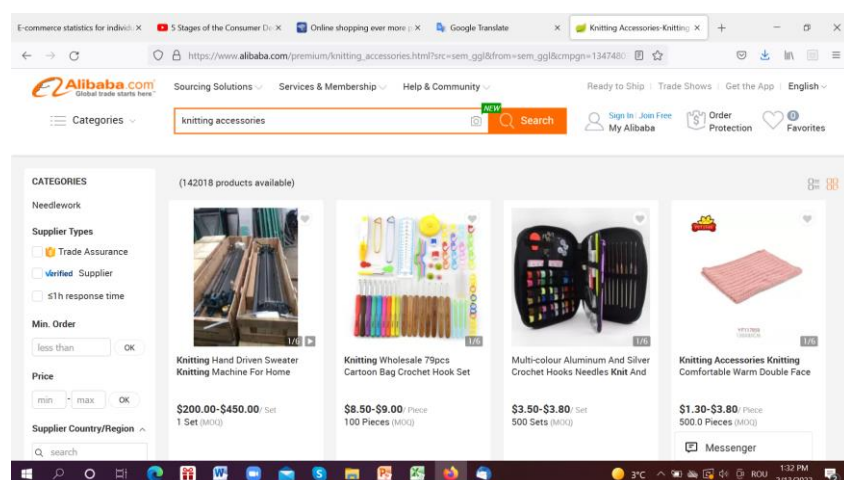 E-commerce statistics for individu
5 Stages of the Consumer De
Online shopping ever more p
Google Translate
Knitting Accessories-Knitting
https://www.alibaba.com/premium/knitting_accessories.html?src=sem_ggl&from=sem_ggl&cmpgn=1347480
Alibaba.com
Global trade starts here
Sourcing Solutions
Services & Membership
Help & Community
Ready to Ship
Trade Shows
Get the App
English
Categories
knitting accessories
NEW
Search
Sign In Join Free
My Alibaba
Order
Protection
0
Favorites
CATEGORIES
Needlework
Supplier Types
Trade Assurance
verified Supplier
≤1h response time
Min. Order
less than
OK
Price
min - max
OK
Supplier Country/Region
search
(142018 products available)
1/6
Knitting Hand Driven Sweater
Knitting Machine For Home
$200.00-$450.00/ Set
1 Set (MOQ)
1/6
Knitting Wholesale 79pcs
Cartoon Bag Crochet Hook Set
$8.50-$9.00/ Piece
100 Pieces (MOQ)
1/6
Multi-colour Aluminum And Silver
Crochet Hooks Needles Knit And
$3.50-$3.80/ Set
500 Sets (MOQ)
1/6
Knitting Accessories Knitting
Comfortable Warm Double Face
$1.30-$3.80/ Piece
500.0 Pieces (MOQ)
Messenger
3°C
ROU
1:32 PM